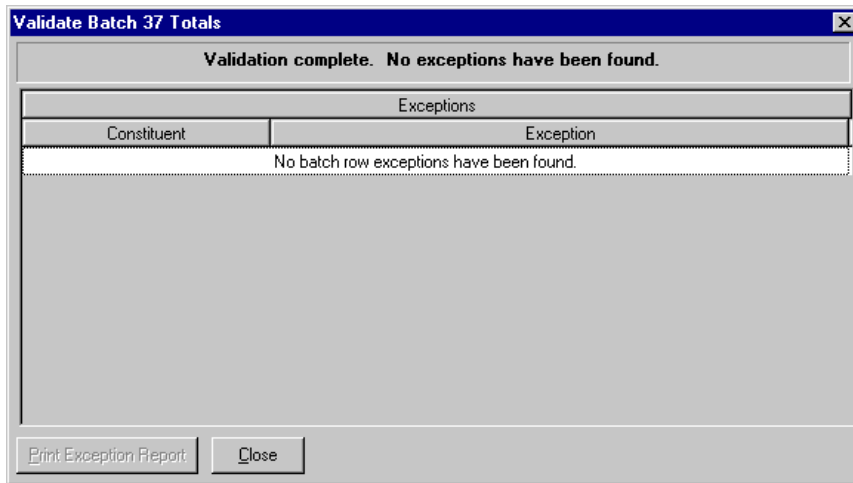 Validate Batch 37 Totals
Validation complete. No exceptions have been found.
Exceptions
Constituent Exception
No batch row exceptions have been found.
Print Exception Report Close